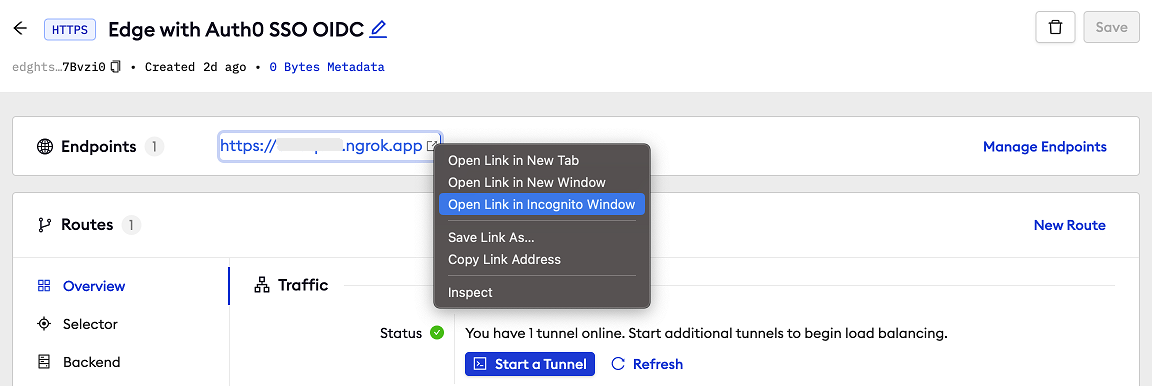 HTTPS Edge with Auth0 SSO OIDC Save
edghts…7Bvzi0 • Created 2d ago • 0 Bytes Metadata
Endpoints 1 https:// .ngrok.app Manage Endpoints
Open Link in New Tab
Open Link in New Window
Open Link in Incognito Window
Routes 1 New Route
Save Link As...
Copy Link Address
Overview Traffic
Inspect
Selector Status You have 1 tunnel online. Start additional tunnels to begin load balancing.
Backend Start a Tunnel Refresh